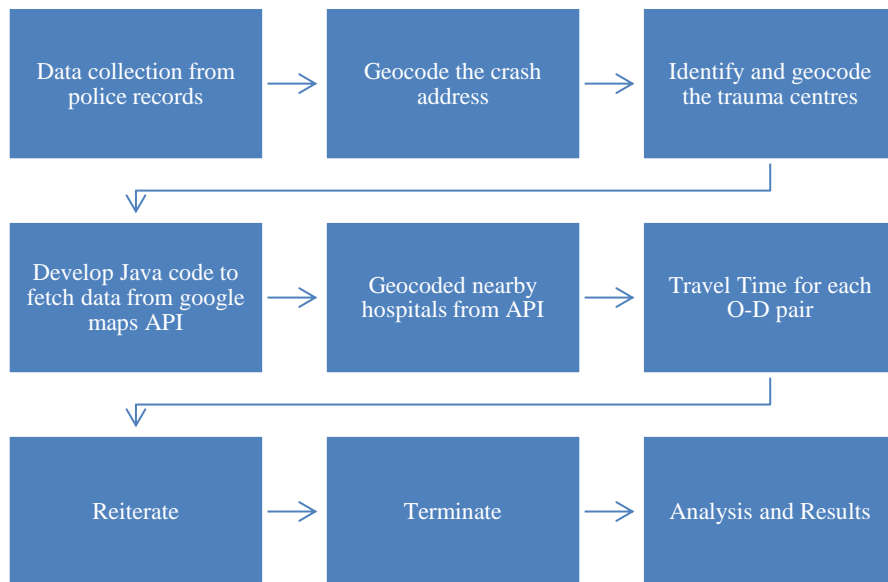 Data collection from
police records
Geocode the crash
address
Identify and geocode
the trauma centres
Develop Java code to
fetch data from google
maps API
Geocoded nearby
hospitals from API
Travel Time for each
O-D pair
Reiterate
Terminate
Analysis and Results